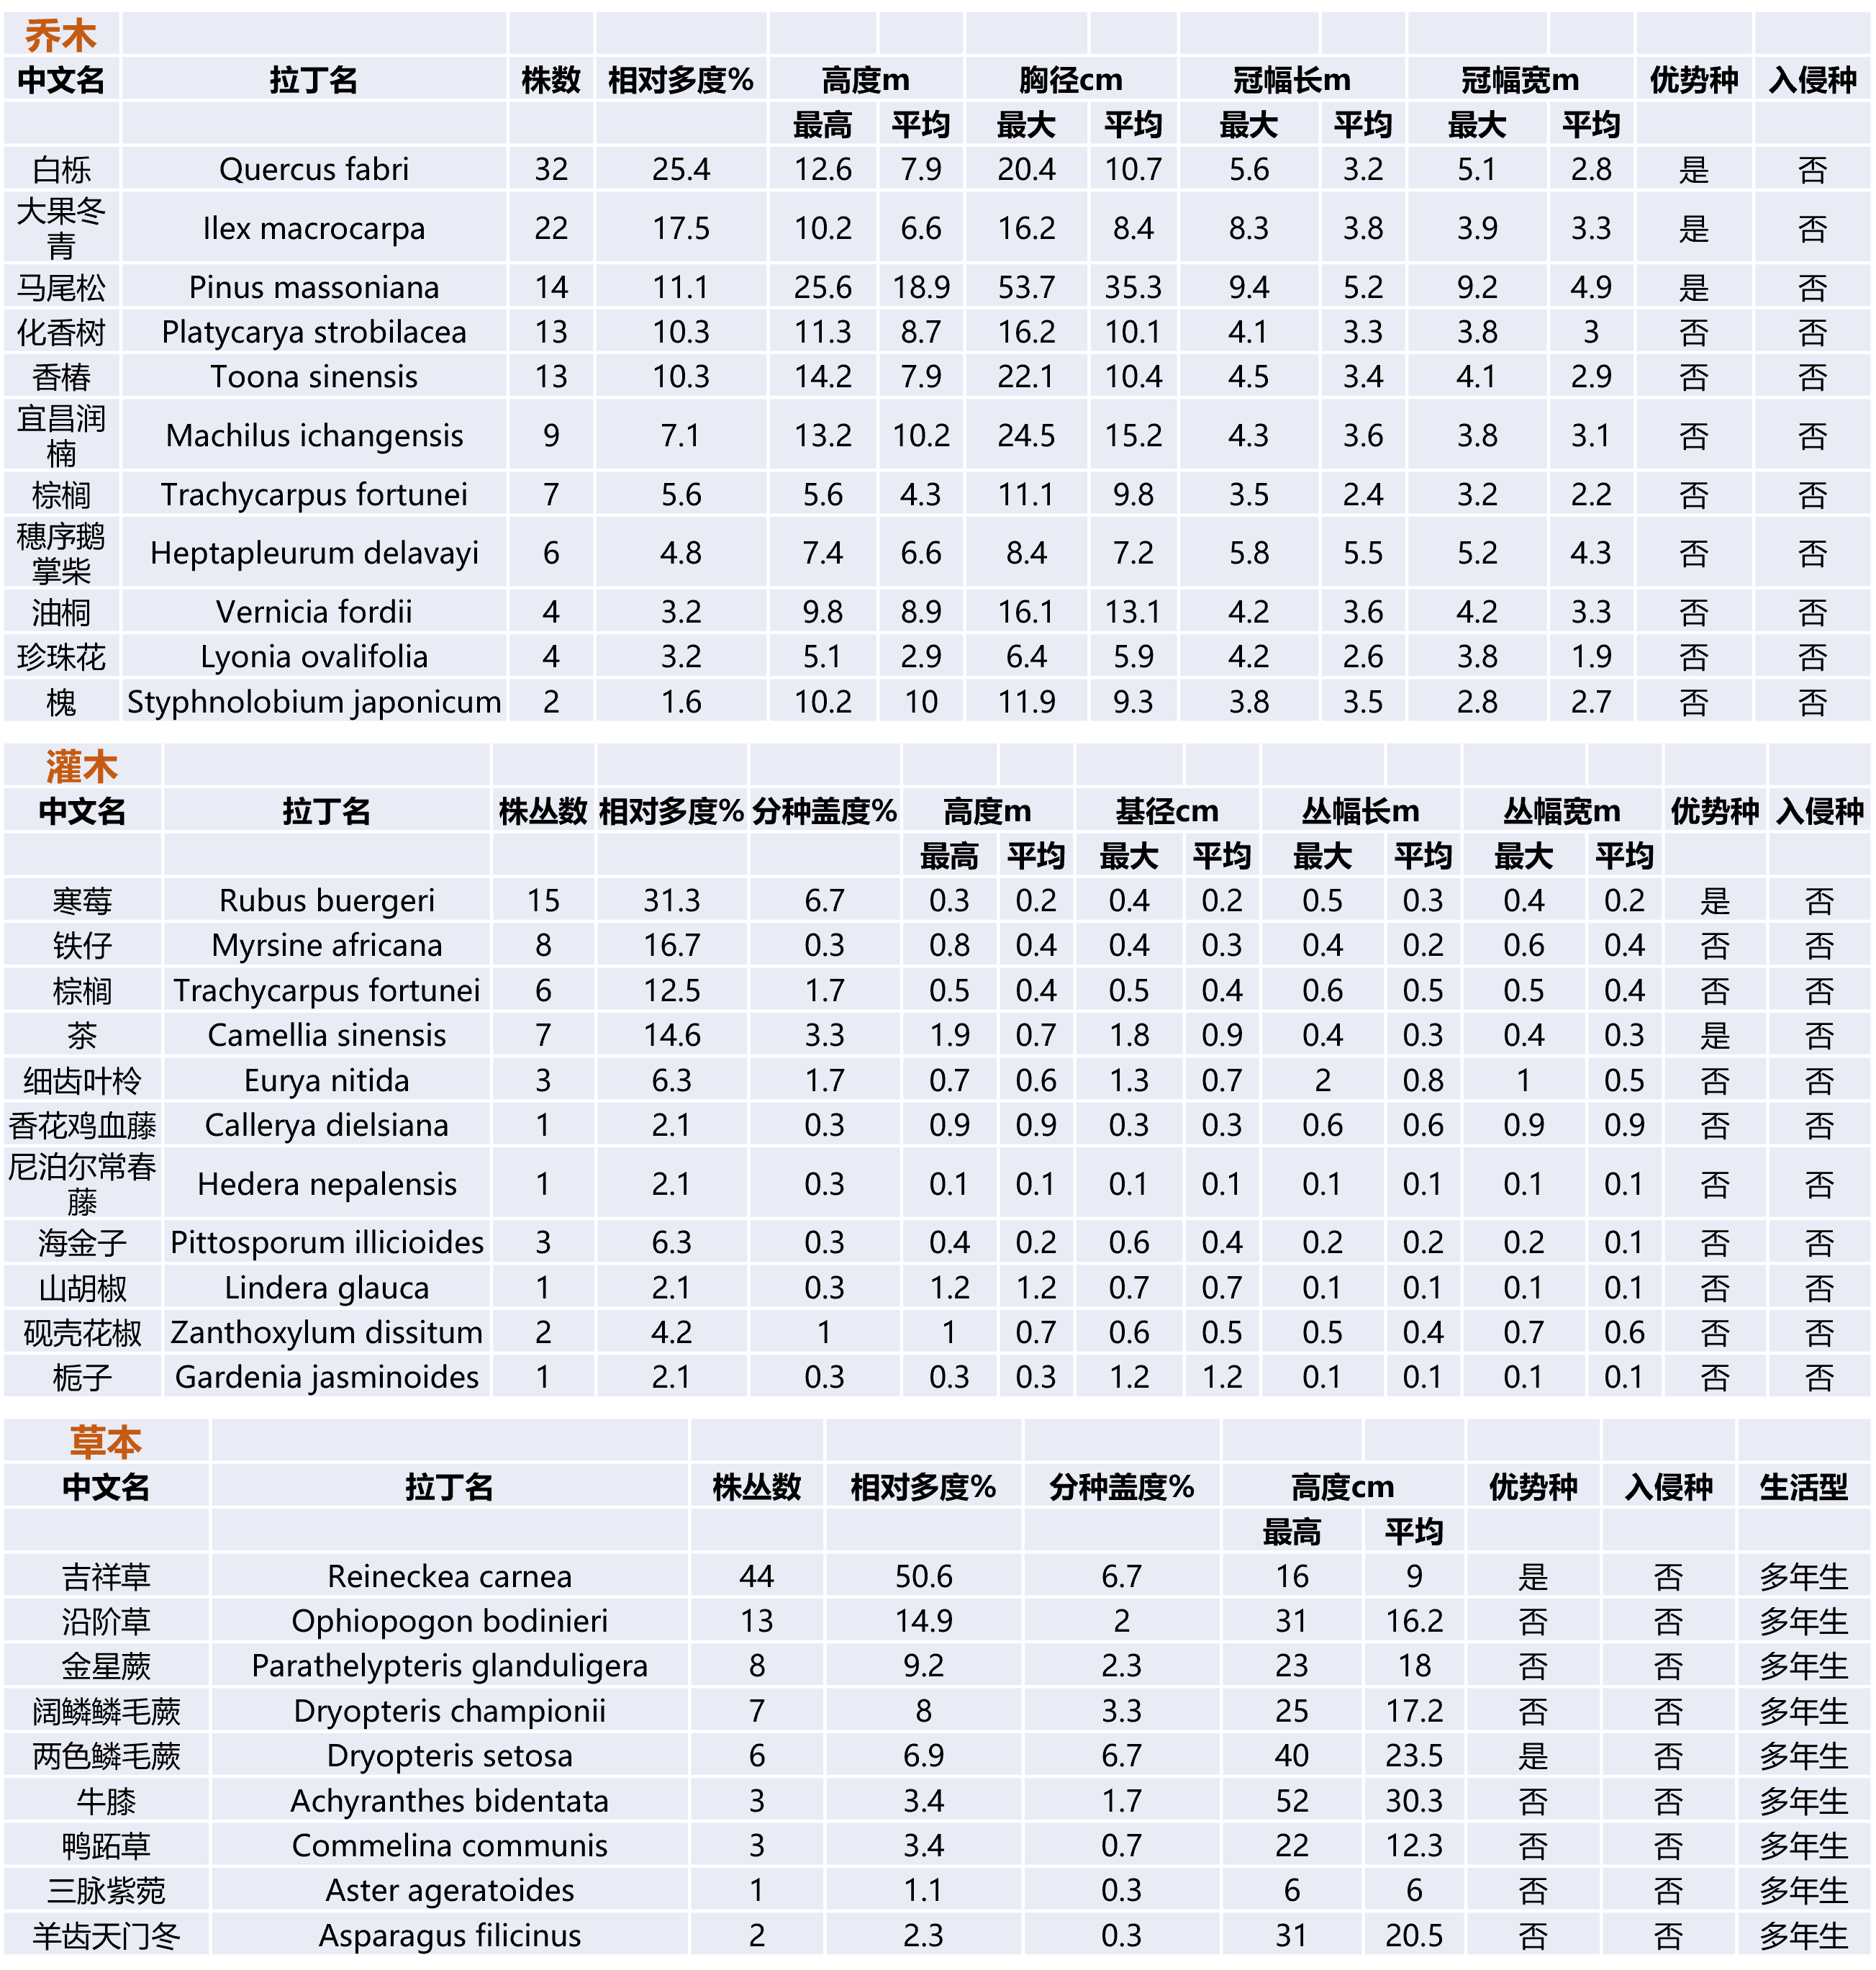 乔木
中文名 拉丁名 株数 相对多度% 高度m 胸径cm 冠幅长m 冠幅宽m 优势种 入侵种
最高 平均 最大 平均 最大 平均 最大 平均
白栎 Quercus fabri 32 25.4 12.6 7.9 20.4 10.7 5.6 3.2 5.1 2.8 是 否
大果冬
青 Ilex macrocarpa 22 17.5 10.2 6.6 16.2 8.4 8.3 3.8 3.9 3.3 是 否
马尾松 Pinus massoniana 14 11.1 25.6 18.9 53.7 35.3 9.4 5.2 9.2 4.9 是 否
化香树 Platycarya strobilacea 13 10.3 11.3 8.7 16.2 10.1 4.1 3.3 3.8 3 否 否
香椿 Toona sinensis 13 10.3 14.2 7.9 22.1 10.4 4.5 3.4 4.1 2.9 否 否
宜昌润
楠 Machilus ichangensis 9 7.1 13.2 10.2 24.5 15.2 4.3 3.6 3.8 3.1 否 否
棕榈 Trachycarpus fortunei 7 5.6 5.6 4.3 11.1 9.8 3.5 2.4 3.2 2.2 否 否
穗序鹅
掌柴 Heptapleurum delavayi 6 4.8 7.4 6.6 8.4 7.2 5.8 5.5 5.2 4.3 否 否
油桐 Vernicia fordii 4 3.2 9.8 8.9 16.1 13.1 4.2 3.6 4.2 3.3 否 否
珍珠花 Lyonia ovalifolia 4 3.2 5.1 2.9 6.4 5.9 4.2 2.6 3.8 1.9 否 否
槐 Styphnolobium japonicum 2 1.6 10.2 10 11.9 9.3 3.8 3.5 2.8 2.7 否 否
灌木
中文名 拉丁名 株丛数 相对多度% 分种盖度% 高度m 基径cm 丛幅长m 丛幅宽m 优势种 入侵种
最高 平均 最大 平均 最大 平均 最大 平均
寒莓 Rubus buergeri 15 31.3 6.7 0.3 0.2 0.4 0.2 0.5 0.3 0.4 0.2 是 否
铁仔 Myrsine africana 8 16.7 0.3 0.8 0.4 0.4 0.3 0.4 0.2 0.6 0.4 否 否
棕榈 Trachycarpus fortunei 6 12.5 1.7 0.5 0.4 0.5 0.4 0.6 0.5 0.5 0.4 否 否
茶 Camellia sinensis 7 14.6 3.3 1.9 0.7 1.8 0.9 0.4 0.3 0.4 0.3 是 否
细齿叶柃 Eurya nitida 3 6.3 1.7 0.7 0.6 1.3 0.7 2 0.8 1 0.5 否 否
香花鸡血藤 Callerya dielsiana 1 2.1 0.3 0.9 0.9 0.3 0.3 0.6 0.6 0.9 0.9 否 否
尼泊尔常春
藤 Hedera nepalensis 1 2.1 0.3 0.1 0.1 0.1 0.1 0.1 0.1 0.1 0.1 否 否
海金子 Pittosporum illicioides 3 6.3 0.3 0.4 0.2 0.6 0.4 0.2 0.2 0.2 0.1 否 否
山胡椒 Lindera glauca 1 2.1 0.3 1.2 1.2 0.7 0.7 0.1 0.1 0.1 0.1 否 否
砚壳花椒 Zanthoxylum dissitum 2 4.2 1 1 0.7 0.6 0.5 0.5 0.4 0.7 0.6 否 否
栀子 Gardenia jasminoides 1 2.1 0.3 0.3 0.3 1.2 1.2 0.1 0.1 0.1 0.1 否 否
草本
中文名 拉丁名 株丛数 相对多度% 分种盖度% 高度cm 优势种 入侵种 生活型
最高 平均
吉祥草 Reineckea carnea 44 50.6 6.7 16 9 是 否 多年生
沿阶草 Ophiopogon bodinieri 13 14.9 2 31 16.2 否 否 多年生
金星蕨 Parathelypteris glanduligera 8 9.2 2.3 23 18 否 否 多年生
阔鳞鳞毛蕨 Dryopteris championii 7 8 3.3 25 17.2 否 否 多年生
两色鳞毛蕨 Dryopteris setosa 6 6.9 6.7 40 23.5 是 否 多年生
牛膝 Achyranthes bidentata 3 3.4 1.7 52 30.3 否 否 多年生
鸭跖草 Commelina communis 3 3.4 0.7 22 12.3 否 否 多年生
三脉紫菀 Aster ageratoides 1 1.1 0.3 6 6 否 否 多年生
羊齿天门冬 Asparagus filicinus 2 2.3 0.3 31 20.5 否 否 多年生